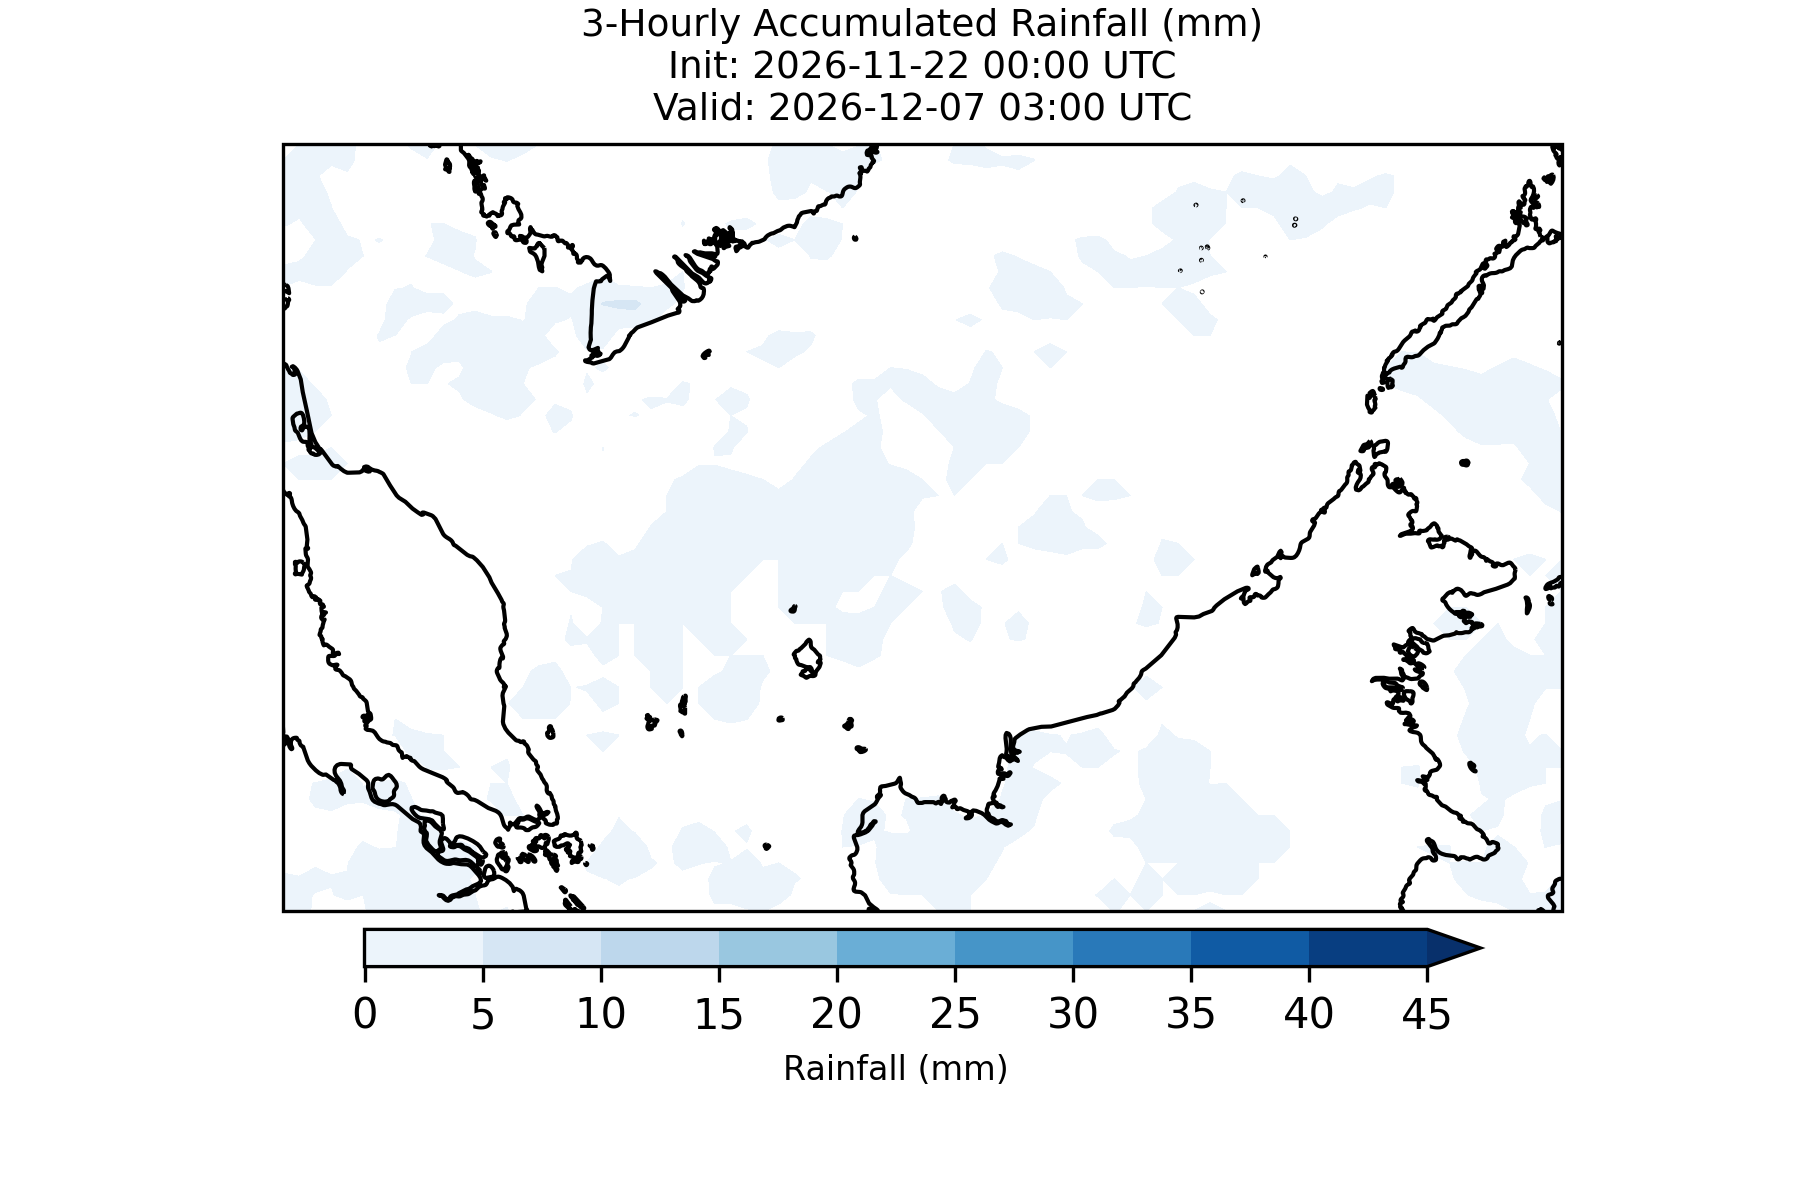 3-Hourly Accumulated Rainfall (mm)
Init: 2026-11-22 00:00 UTC
Valid: 2026-12-07 03:00 UTC
0 5 10 15 20 25 30 35 40 45
Rainfall (mm)